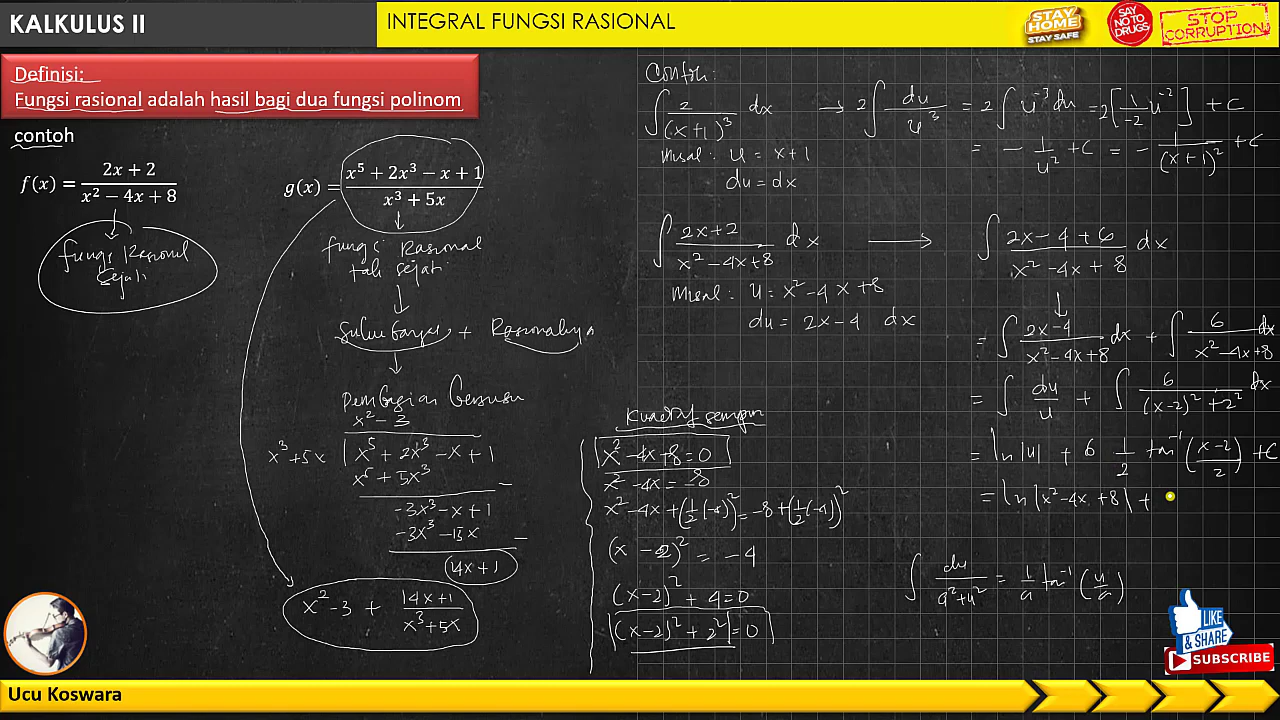 KALKULUS II
INTEGRAL FUNGSI RASIONAL
STAY HOME
STAY SAFE
SAY NO TO DRUGS
STOP CORRUPTION
Definisi:
Fungsi rasional adalah hasil bagi dua fungsi polinom
contoh
f(x) = (2x + 2)/(x² − 4x + 8)
Fungsi Rasional
Sejati
g(x) = (x⁵ + 2x³ − x + 1)/(x³ + 5x)
Fungsi Rasional
tak sejati
+
Pembagian bersusun
x² − 3
x³+5x | x⁵ + 2x³ − x + 1
x⁵ + 5x³ −
−3x³ − x + 1
−3x³ − 15x −
14x + 1
x² − 3 + (14x+1)/(x³+5x)
Contoh:
∫ 2/(x+1)³ dx → 2∫ du/u³ = 2∫ u⁻³ du = 2[1/−2 u⁻²] + C
= − 1/u² + C = − 1/(x+1)² + C
Misal: u = x+1
du = dx
∫ (2x+2)/(x²−4x+8) dx → ∫ (2x−4+6)/(x²−4x+8) dx
Misal: u = x²−4x+8
du = 2x−4 dx
= ∫ (2x−4)/(x²−4x+8) dx + ∫ 6/(x²−4x+8) dx
= ∫ du/u + ∫ 6/((x−2)²+2²) dx
= ln|u| + 6 1/2 tan⁻¹((x−2)/2) + C
= ln|x²−4x+8| +
Kuadrat sempurna
x²−4x+8=0
x²−4x=−8
x²−4x+(1/2(−4))²=−8+(1/2(−4))²
(x−2)² = −4
(x−2)² + 4=0
(x−2)² + 2² =0
∫ du/(a²+u²) = 1/a tan⁻¹(u/a)
LIKE & SHARE
SUBSCRIBE
Ucu Koswara